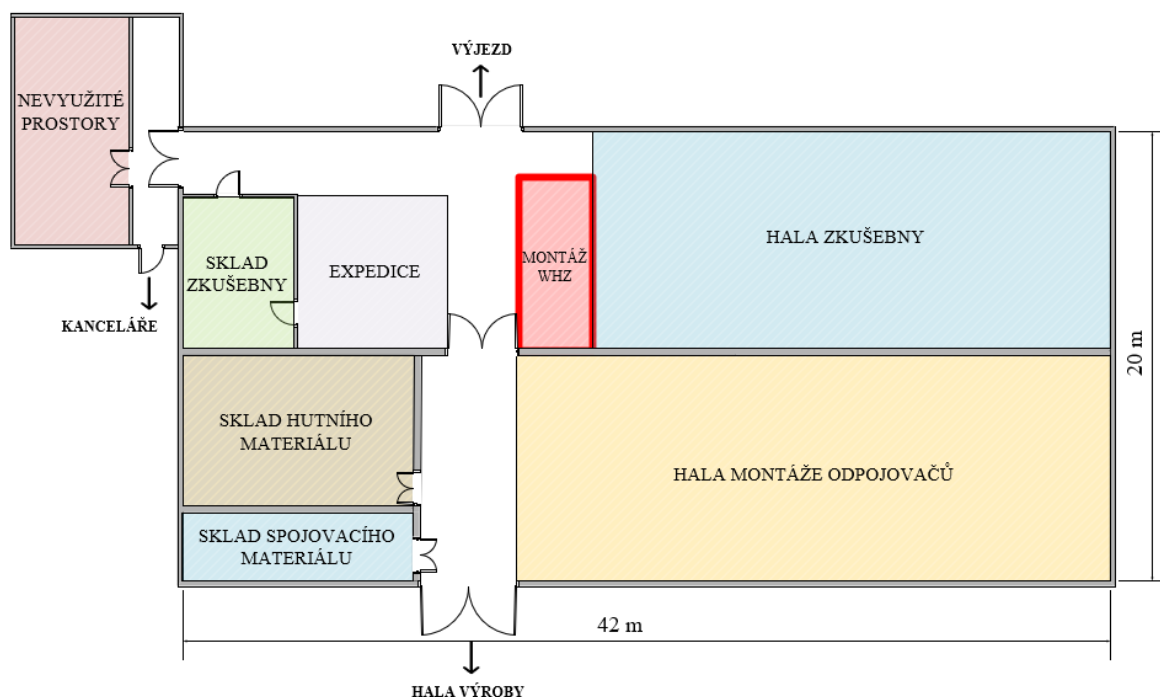 VÝJEZD
NEVYUŽITÉ
PROSTORY
HALA ZKUŠEBNY
MONTÁŽ
WHZ
SKLAD
ZKUŠEBNY
EXPEDICE
KANCELÁŘE
20 m
SKLAD HUTNÍHO
MATERIÁLU
HALA MONTÁŽE ODPOJOVAČŮ
SKLAD SPOJOVACÍHO
MATERIÁLU
42 m
HALA VÝROBY